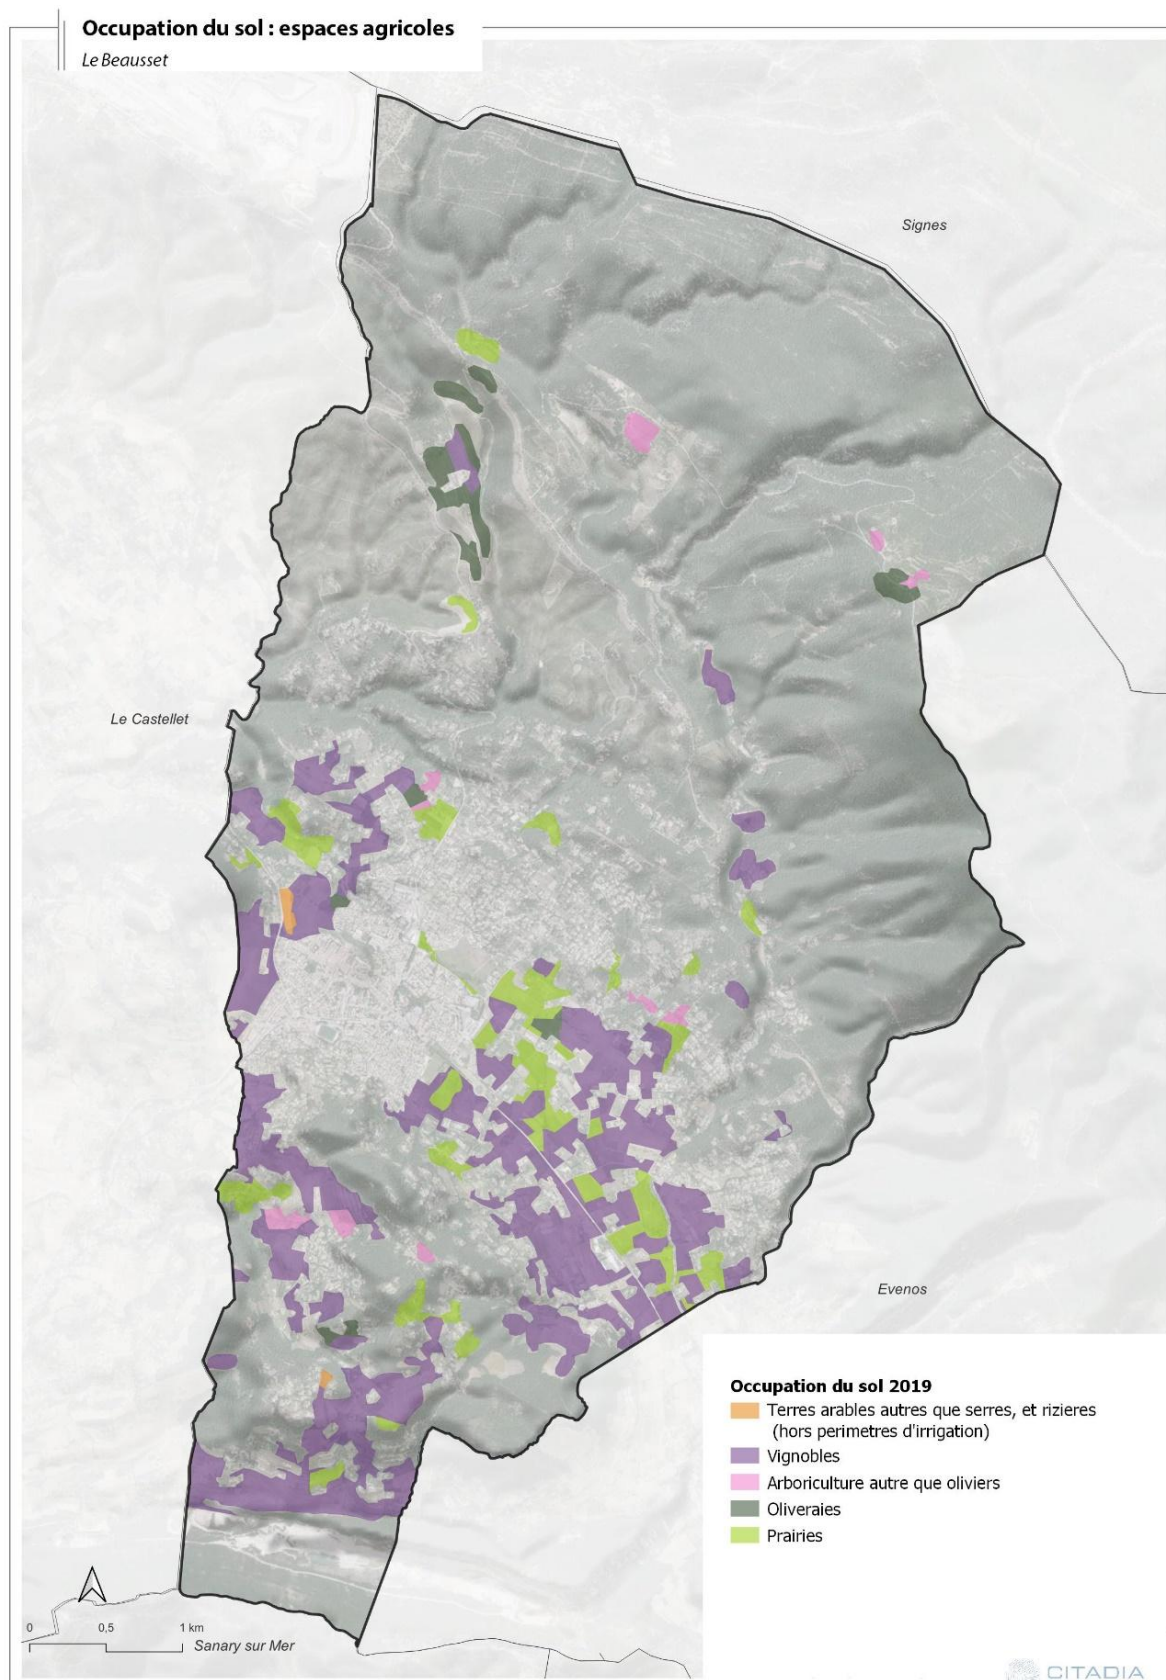 Occupation du sol : espaces agricoles
Le Beausset
Signes
Le Castellet
Evenos
Occupation du sol 2019
Terres arables autres que serres, et rizieres
(hors perimetres d'irrigation)
Vignobles
Arboriculture autre que oliviers
Oliveraies
Prairies
0 0,5 1 km
Sanary sur Mer
CITADIA